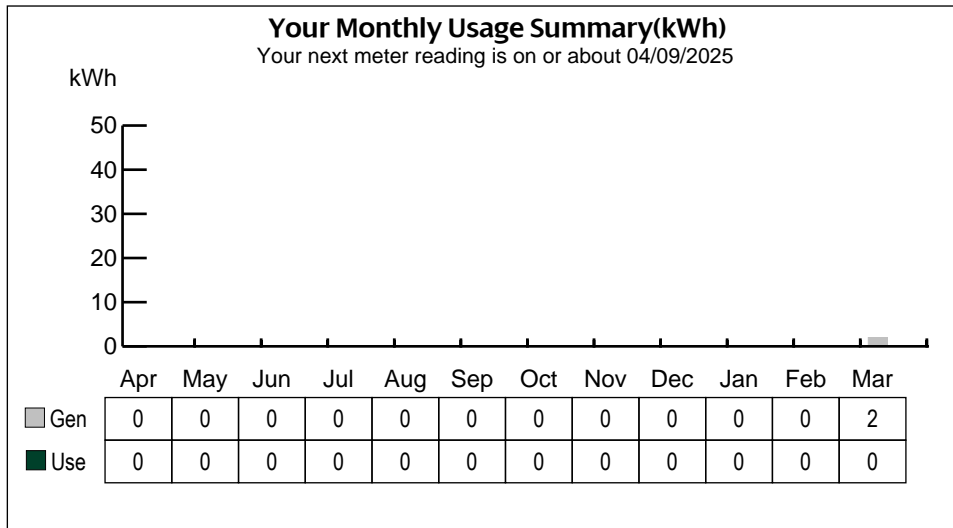 Your Monthly Usage Summary(kWh)
Your next meter reading is on or about 04/09/2025
kWh
50
40
30
20
10
0
Apr May Jun Jul Aug Sep Oct Nov Dec Jan Feb Mar
Gen 0 0 0 0 0 0 0 0 0 0 0 2
Use 0 0 0 0 0 0 0 0 0 0 0 0